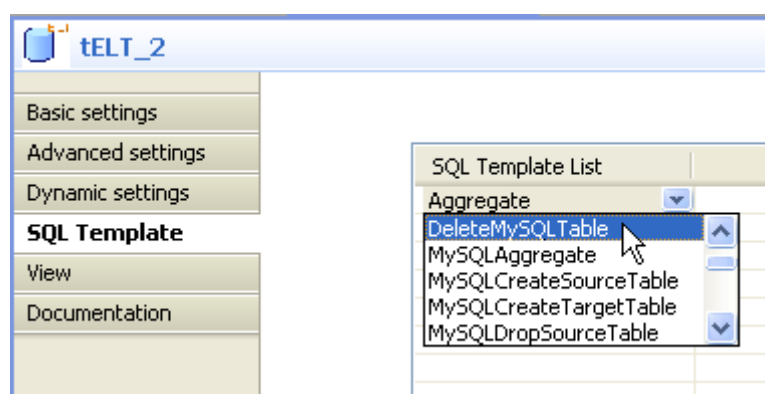 tELT_2
Basic settings
Advanced settings
Dynamic settings
SQL Template
View
Documentation
SQL Template List
Aggregate
DeleteMySQLTable
MySQLAggregate
MySQLCreateSourceTable
MySQLCreateTargetTable
MySQLDropSourceTable